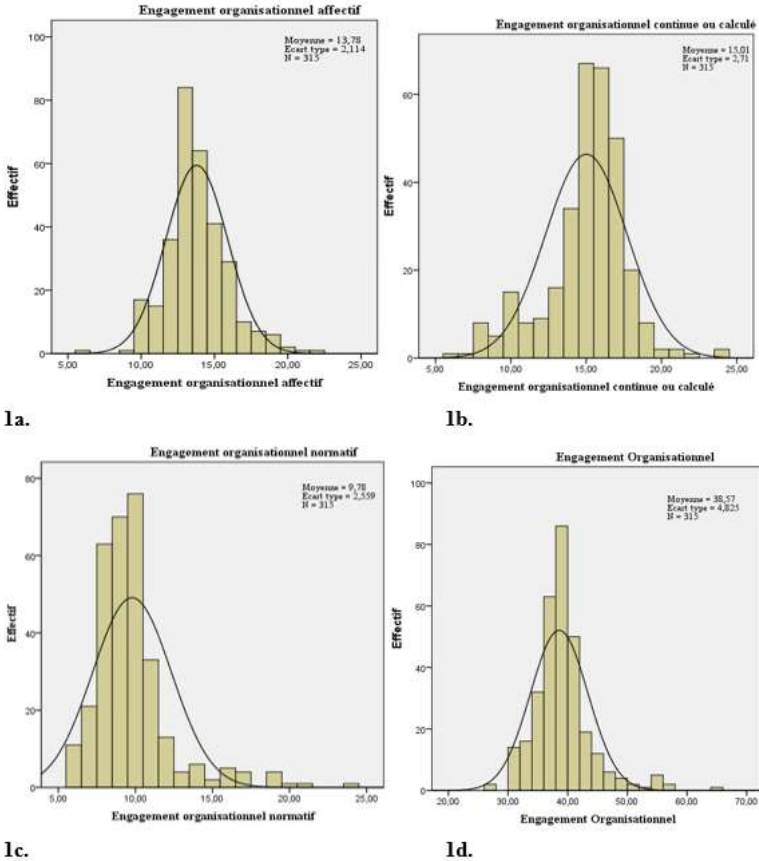 Engagement organisationnel affectif
Moyenne = 13,78
Ecart type = 2,114
N = 315
100
80
60
40
20
0
Effectif
5,00 10,00 15,00 20,00 25,00
Engagement organisationnel affectif
1a.
Engagement organisationnel continue ou calculé
Moyenne = 15,01
Ecart type = 2,71
N = 315
60
40
20
0
Effectif
5,00 10,00 15,00 20,00 25,00
Engagement organisationnel continue ou calculé
1b.
Engagement organisationnel normatif
Moyenne = 9,78
Ecart type = 2,559
N = 315
80
60
40
20
0
Effectif
5,00 10,00 15,00 20,00 25,00
Engagement organisationnel normatif
1c.
Engagement Organisationnel
Moyenne = 38,57
Ecart type = 4,825
N = 315
100
80
60
40
20
0
Effectif
20,00 30,00 40,00 50,00 60,00 70,00
Engagement Organisationnel
1d.